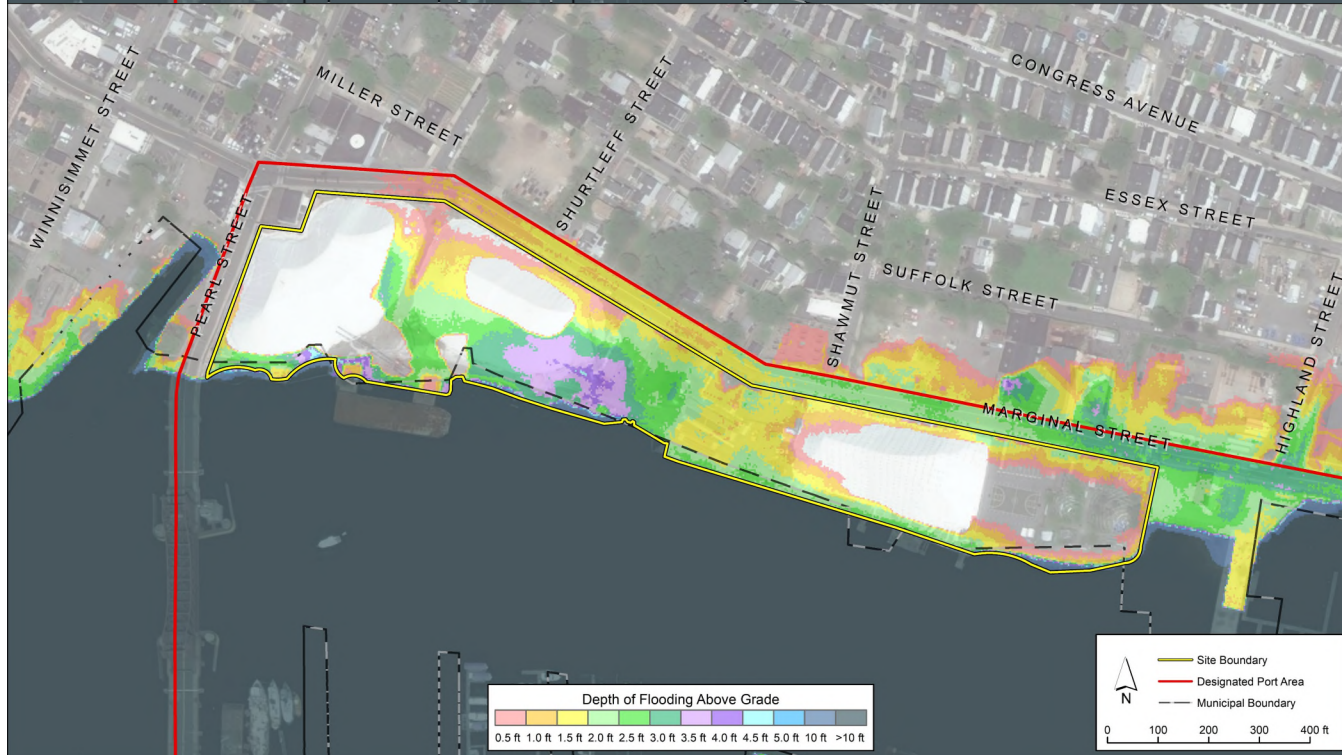 WINNISIMMET STREET
MILLER STREET
SHURTLEFF STREET
CONGRESS AVENUE
ESSEX STREET
PEARL STREET
SHAWMUT STREET
SUFFOLK STREET
HIGHLAND STREET
MARGINAL STREET
Depth of Flooding Above Grade
0.5 ft 1.0 ft 1.5 ft 2.0 ft 2.5 ft 3.0 ft 3.5 ft 4.0 ft 4.5 ft 5.0 ft 10 ft >10 ft
N
Site Boundary
Designated Port Area
Municipal Boundary
0 100 200 300 400 ft